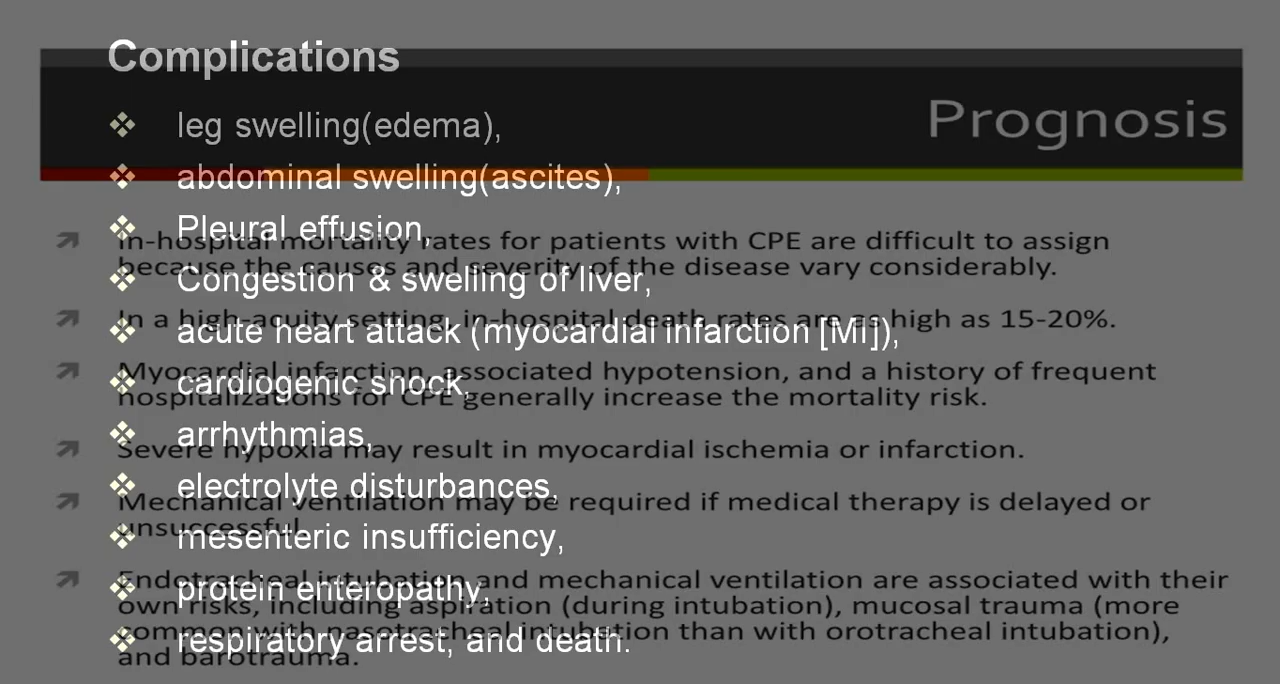 Complications
leg swelling(edema),
abdominal swelling(ascites),
Pleural effusion,
Congestion & swelling of liver,
acute heart attack (myocardial infarction [MI]),
cardiogenic shock,
arrhythmias,
electrolyte disturbances,
mesenteric insufficiency,
protein enteropathy,
respiratory arrest; and death.
Prognosis
In-hospital mortality rates for patients with CPE are difficult to assign
because the causes and severity of the disease vary considerably.
In a high-acuity setting, in-hospital death rates are as high as 15-20%.
Myocardial infarction, associated hypotension, and a history of frequent
hospitalizations for CPE generally increase the mortality risk.
Severe hypoxia may result in myocardial ischemia or infarction.
Mechanical ventilation may be required if medical therapy is delayed or
unsuccessful.
Endotracheal intubation and mechanical ventilation are associated with their
own risks, including aspiration (during intubation), mucosal trauma (more
common with nasotracheal intubation than with orotracheal intubation),
and barotrauma.